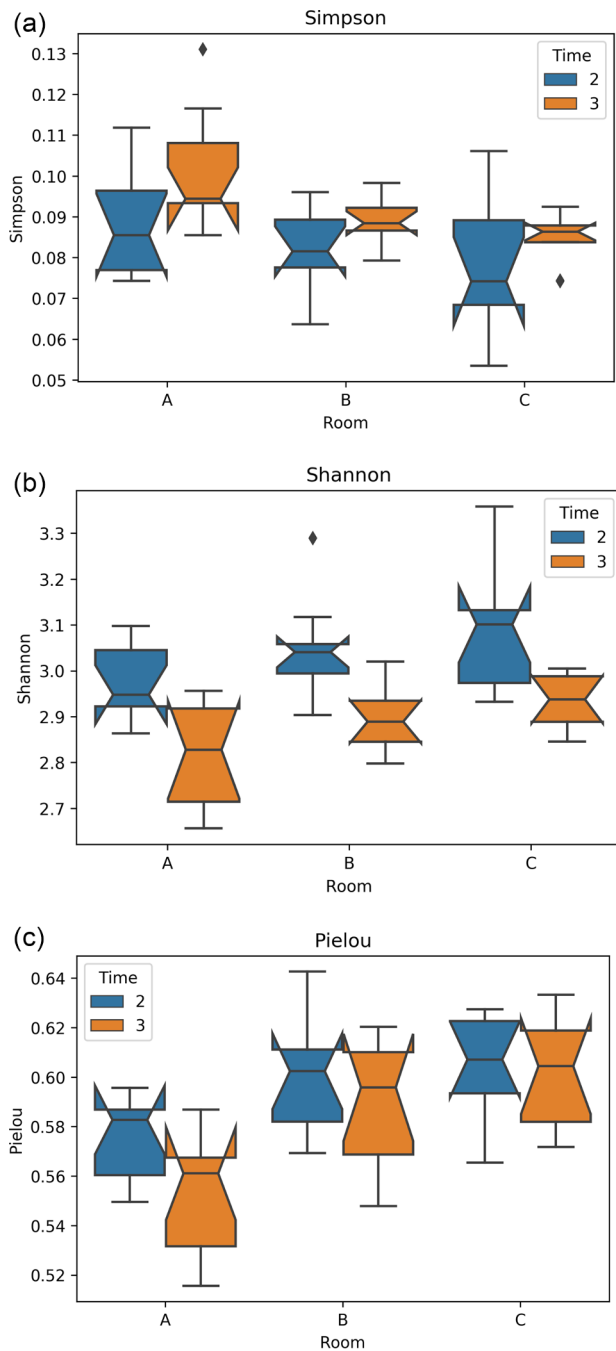 (a)
Simpson
Time
2
3
0.13
0.12
0.11
0.10
0.09
0.08
0.07
0.06
0.05
Simpson
A
B
C
Room
(b)
Shannon
Time
2
3
3.3
3.2
3.1
3.0
2.9
2.8
2.7
Shannon
A
B
C
Room
(c)
Pielou
Time
2
3
0.64
0.62
0.60
0.58
0.56
0.54
0.52
Pielou
A
B
C
Room